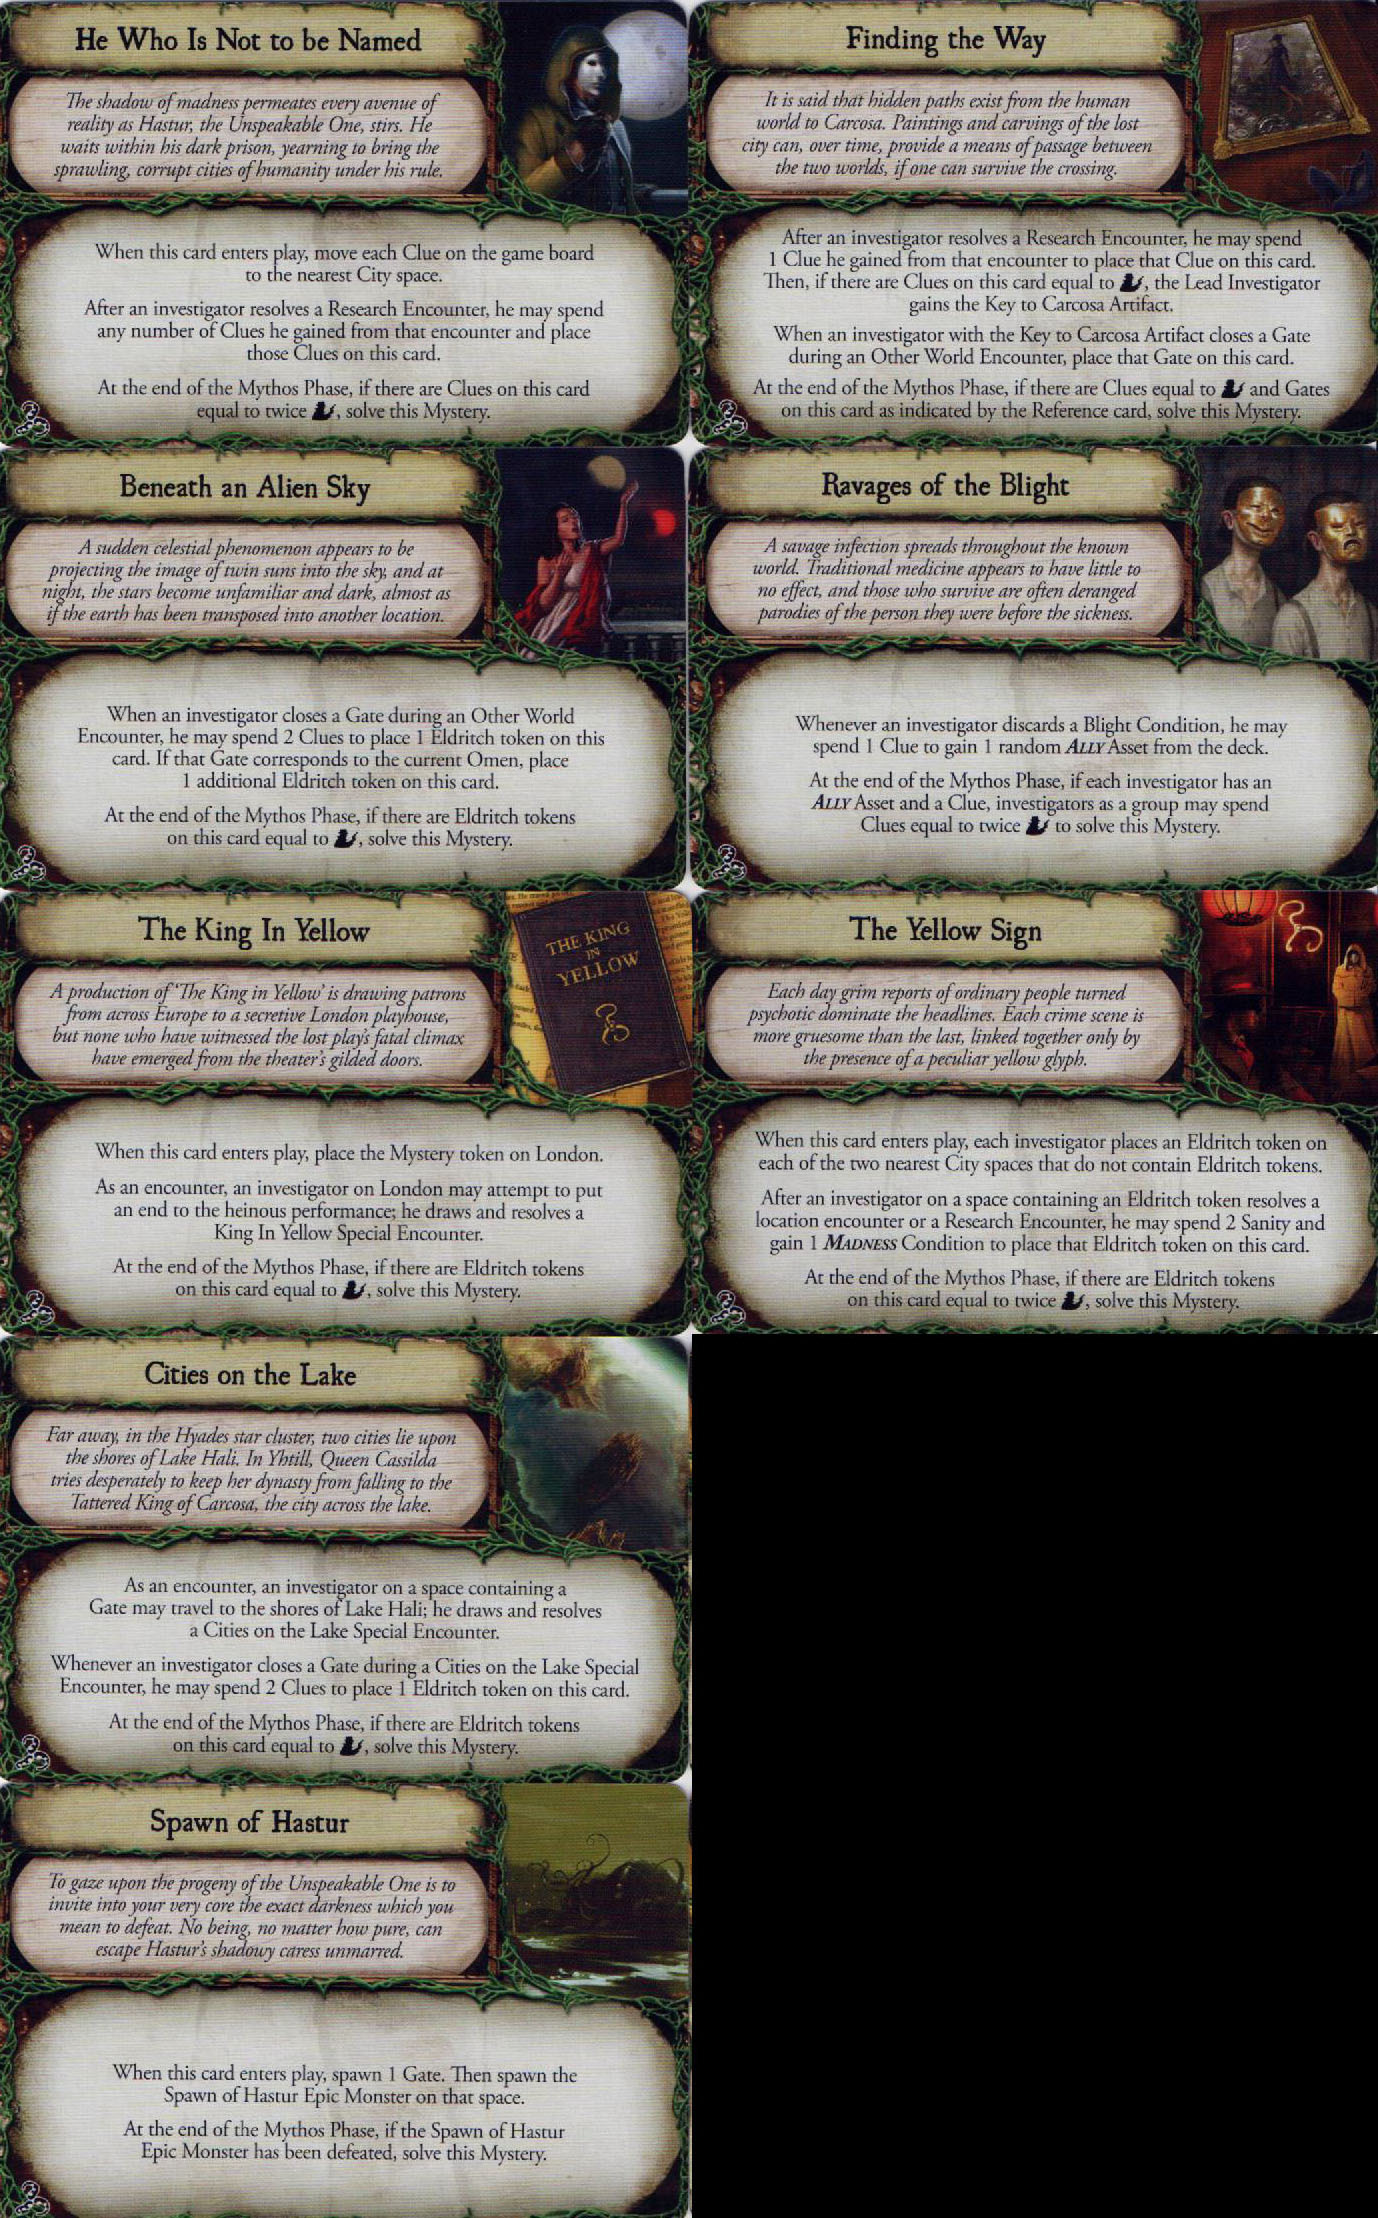 He Who Is Not to be Named
The shadow of madness permeates every avenue of
reality as Hastur, the Unspeakable One, stirs. He
waits within his dark prison, yearning to bring the
sprawling, corrupt cities of humanity under his rule.
When this card enters play, move each Clue on the game board
to the nearest City space.
After an investigator resolves a Research Encounter, he may spend
any number of Clues he gained from that encounter and place
those Clues on this card.
At the end of the Mythos Phase, if there are Clues on this card
equal to twice , solve this Mystery.
Finding the Way
It is said that hidden paths exist from the human
world to Carcosa. Paintings and carvings of the lost
city can, over time, provide a means of passage between
the two worlds, if one can survive the crossing.
After an investigator resolves a Research Encounter, he may spend
1 Clue he gained from that encounter to place that Clue on this card.
Then, if there are Clues on this card equal to , the Lead Investigator
gains the Key to Carcosa Artifact.
When an investigator with the Key to Carcosa Artifact closes a Gate
during an Other World Encounter, place that Gate on this card.
At the end of the Mythos Phase, if there are Clues equal to and Gates
on this card as indicated by the Reference card, solve this Mystery.
Beneath an Alien Sky
A sudden celestial phenomenon appears to be
projecting the image of twin suns into the sky, and at
night, the stars become unfamiliar and dark, almost as
if the earth has been transposed into another location.
When an investigator closes a Gate during an Other World
Encounter, he may spend 2 Clues to place 1 Eldritch token on this
card. If that Gate corresponds to the current Omen, place
1 additional Eldritch token on this card.
At the end of the Mythos Phase, if there are Eldritch tokens
on this card equal to , solve this Mystery.
Ravages of the Blight
A savage infection spreads throughout the known
world. Traditional medicine appears to have little to
no effect, and those who survive are often deranged
parodies of the person they were before the sickness.
Whenever an investigator discards a Blight Condition, he may
spend 1 Clue to gain 1 random ALLY Asset from the deck.
At the end of the Mythos Phase, if each investigator has an
ALLY Asset and a Clue, investigators as a group may spend
Clues equal to twice to solve this Mystery.
The King In Yellow
A production of 'The King in Yellow' is drawing patrons
from across Europe to a secretive London playhouse,
but none who have witnessed the lost play's fatal climax
have emerged from the theater's gilded doors.
THE KING
IN
YELLOW
When this card enters play, place the Mystery token on London.
As an encounter, an investigator on London may attempt to put
an end to the heinous performance; he draws and resolves a
King In Yellow Special Encounter.
At the end of the Mythos Phase, if there are Eldritch tokens
on this card equal to , solve this Mystery.
The Yellow Sign
Each day grim reports of ordinary people turned
psychotic dominate the headlines. Each crime scene is
more gruesome than the last, linked together only by
the presence of a peculiar yellow glyph.
When this card enters play, each investigator places an Eldritch token on
each of the two nearest City spaces that do not contain Eldritch tokens.
After an investigator on a space containing an Eldritch token resolves a
location encounter or a Research Encounter, he may spend 2 Sanity and
gain 1 MADNESS Condition to place that Eldritch token on this card.
At the end of the Mythos Phase, if there are Eldritch tokens
on this card equal to twice , solve this Mystery.
Cities on the Lake
Far away, in the Hyades star cluster, two cities lie upon
the shores of Lake Hali. In Yhtill, Queen Cassilda
tries desperately to keep her dynasty from falling to the
Tattered King of Carcosa, the city across the lake.
As an encounter, an investigator on a space containing a
Gate may travel to the shores of Lake Hali; he draws and resolves
a Cities on the Lake Special Encounter.
Whenever an investigator closes a Gate during a Cities on the Lake Special
Encounter, he may spend 2 Clues to place 1 Eldritch token on this card.
At the end of the Mythos Phase, if there are Eldritch tokens
on this card equal to , solve this Mystery.
Spawn of Hastur
To gaze upon the progeny of the Unspeakable One is to
invite into your very core the exact darkness which you
mean to defeat. No being, no matter how pure, can
escape Hastur's shadowy caress unmarred.
When this card enters play, spawn 1 Gate. Then spawn the
Spawn of Hastur Epic Monster on that space.
At the end of the Mythos Phase, if the Spawn of Hastur
Epic Monster has been defeated, solve this Mystery.